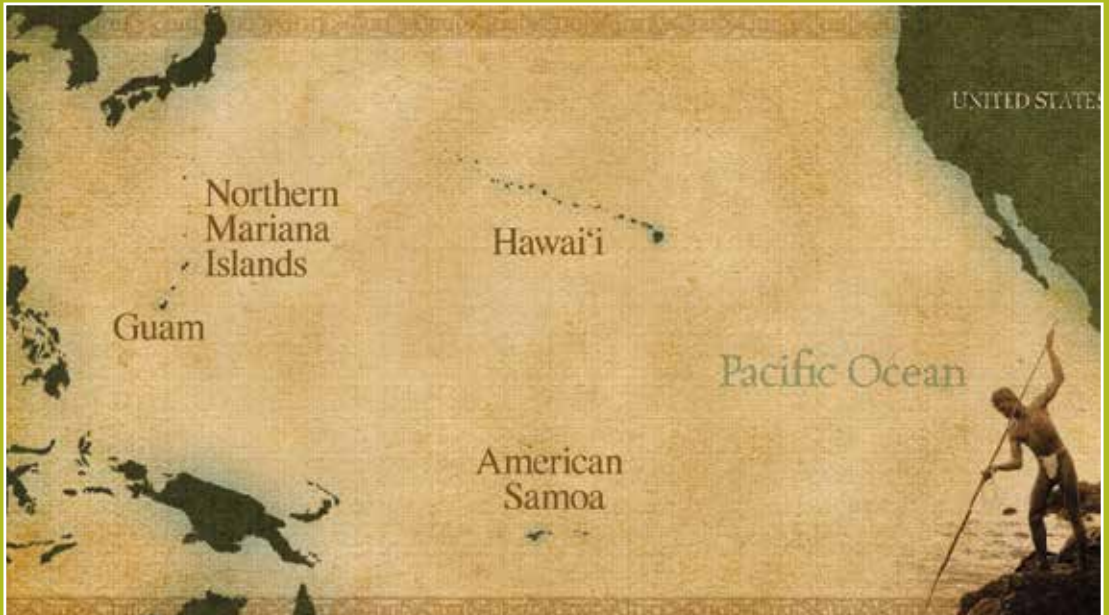 UNITED STATES
Northern
Mariana
Islands
Hawai‘i
Guam
Pacific Ocean
American
Samoa